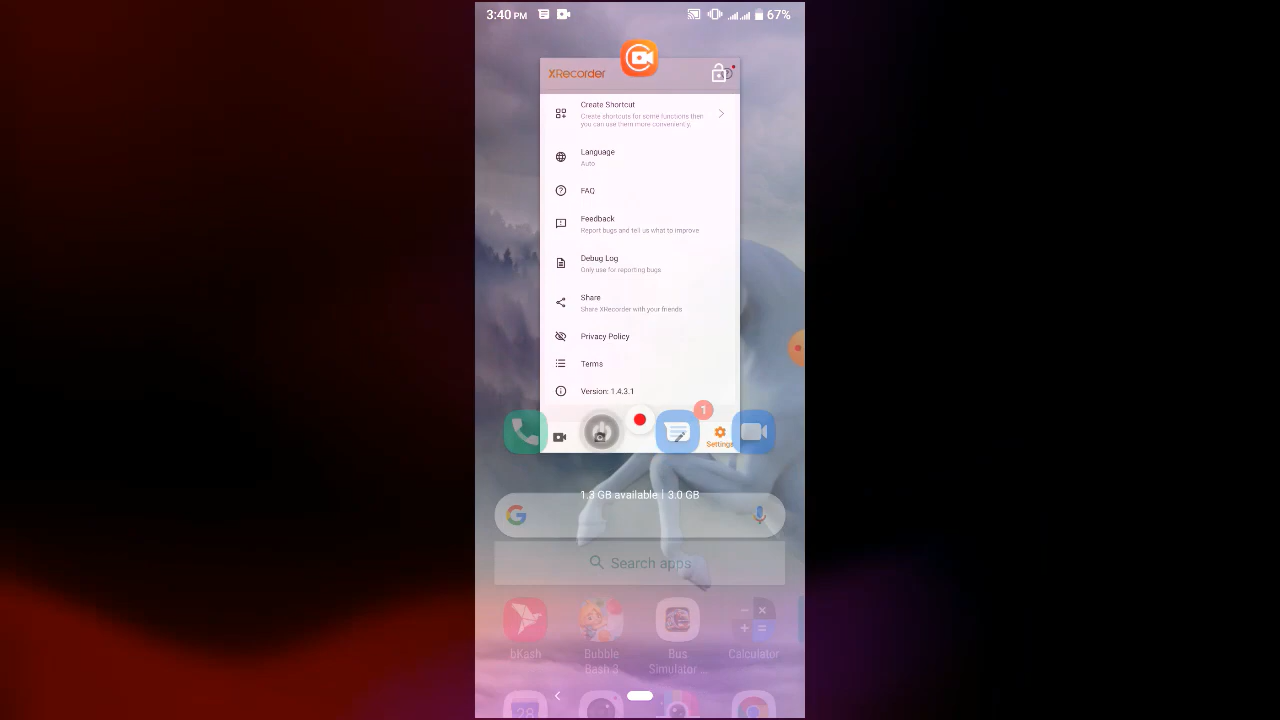 3:40 PM
67%
XRecorder
Create Shortcut
Create shortcuts for some functions then
you can use them more conveniently.
Language
Auto
FAQ
Feedback
Report bugs and tell us what to improve
Debug Log
Only use for reporting bugs
Share
Share XRecorder with your friends
Privacy Policy
Terms
Version: 1.4.3.1
1
Settings
1.3 GB available | 3.0 GB
Search apps
bKash
Bubble
Bash 3
Bus
Simulator
Calculator
28